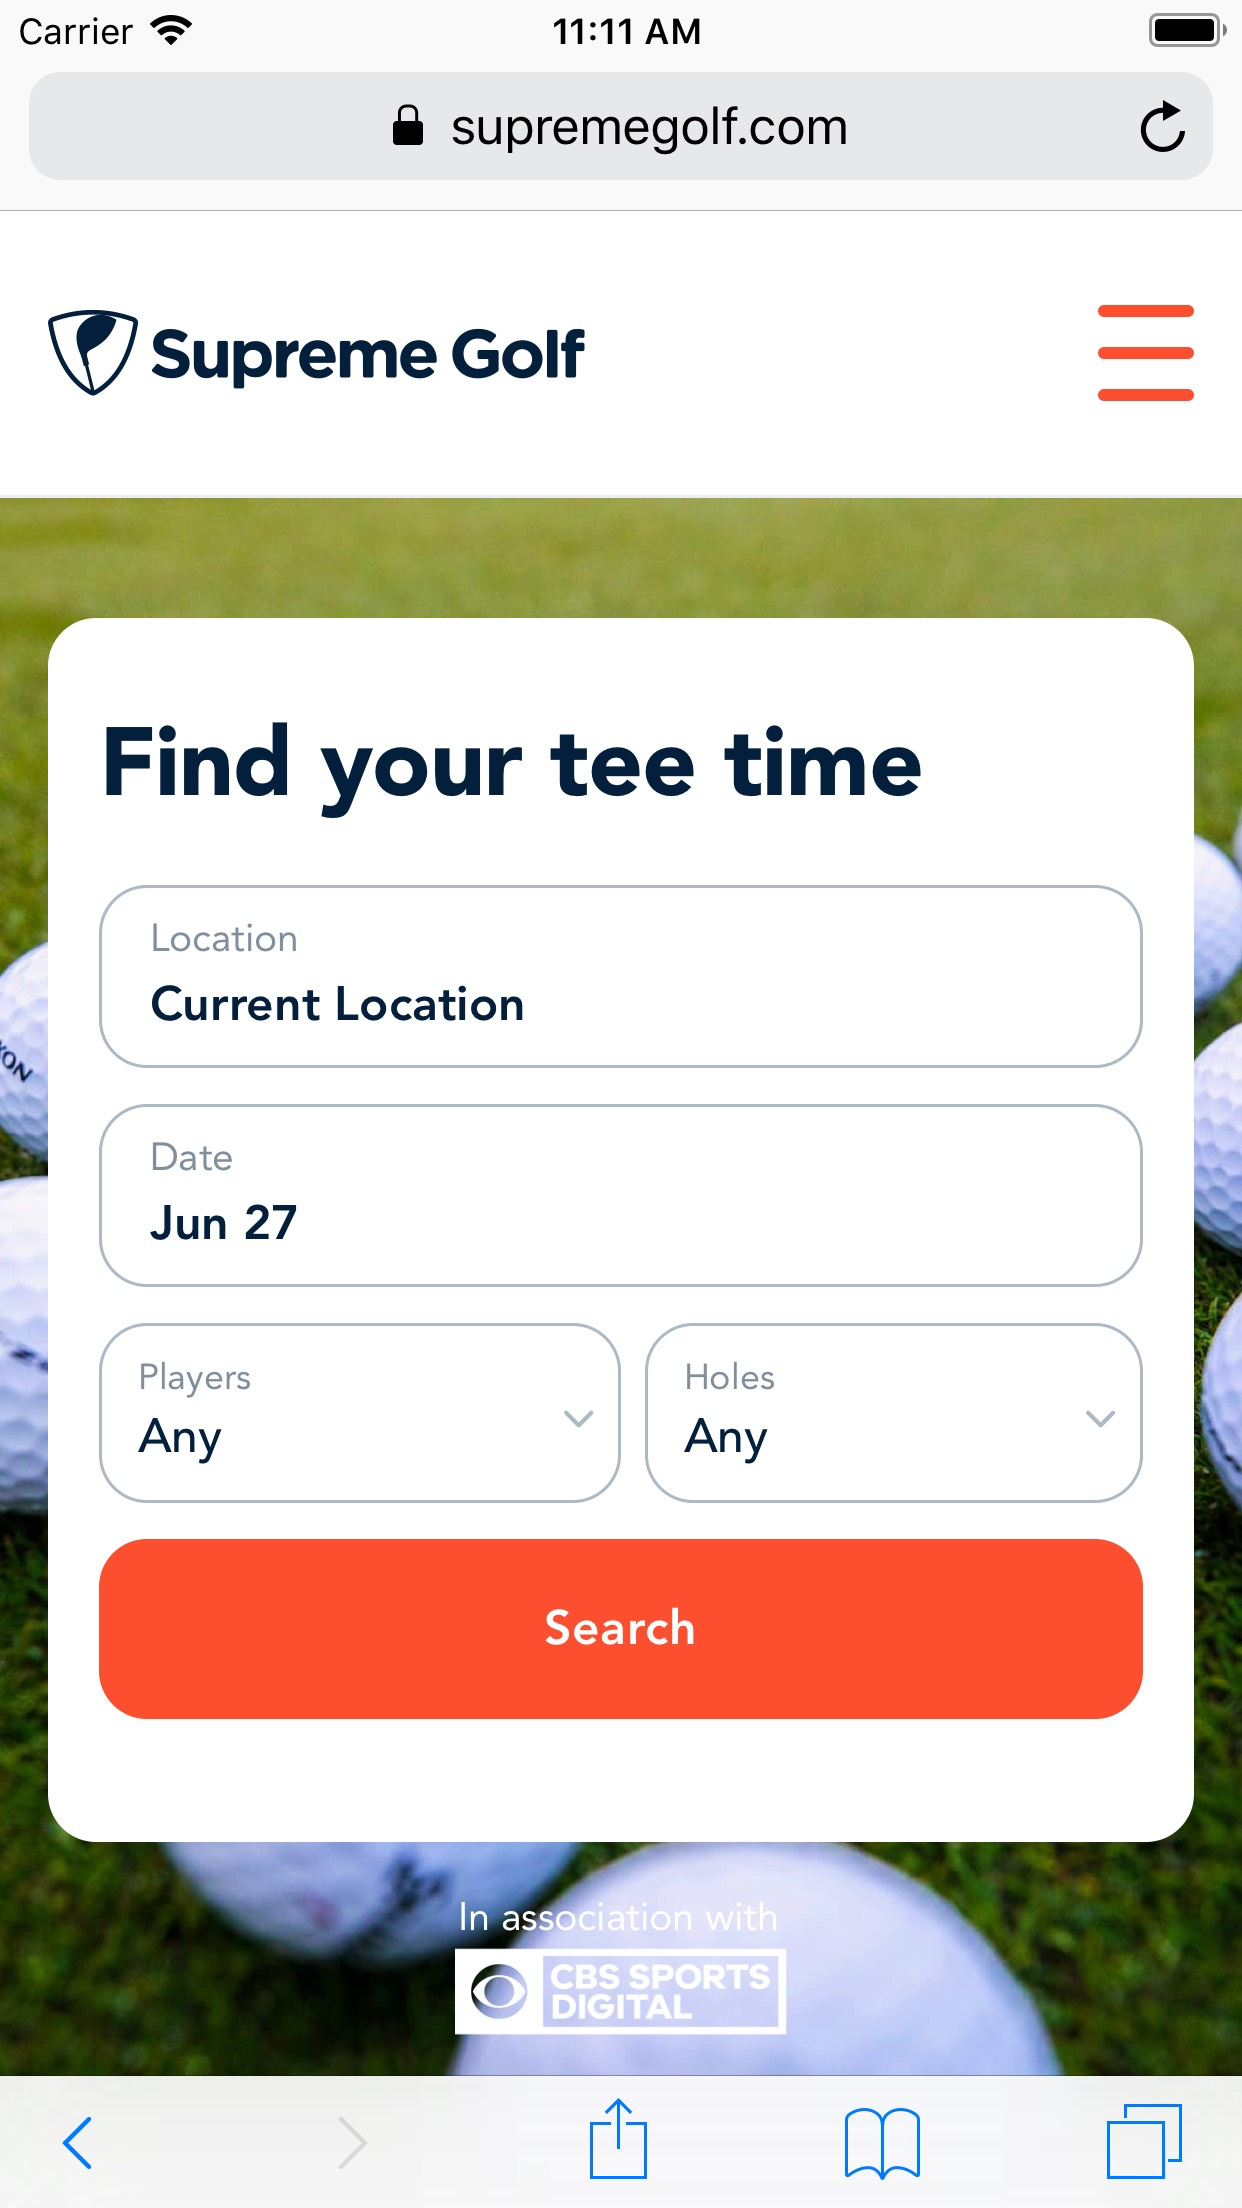 Carrier 11:11 AM
supremegolf.com
Supreme Golf
Find your tee time
Location
Current Location
Date
Jun 27
Players Holes
Any Any
Search
In association with
CBS SPORTS
DIGITAL